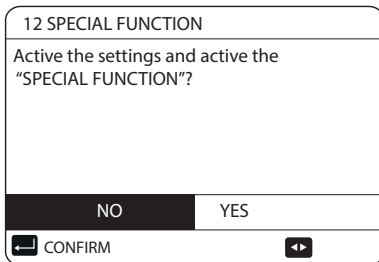 12 SPECIAL FUNCTION
Active the settings and active the
“SPECIAL FUNCTION”?
NO YES
CONFIRM